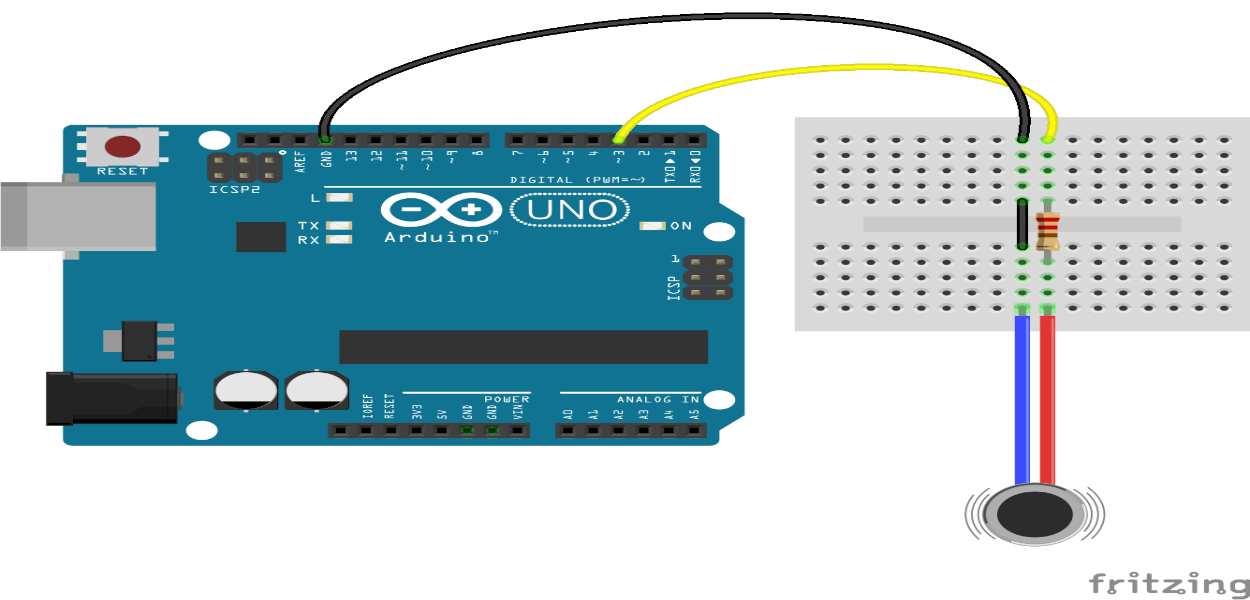 RESET
ICSP2
AREF
GND
13
12
~11
~10
~9
8
7
~6
~5
4
~3
2
TX0▶1
RX0◀0
DIGITAL (PWM=~)
L
TX
RX
UNO
Arduino™
ON
1
ICSP
IOREF
RESET
3V3
5V
GND
GND
VIN
POWER
ANALOG IN
A0
A1
A2
A3
A4
A5
fritzing